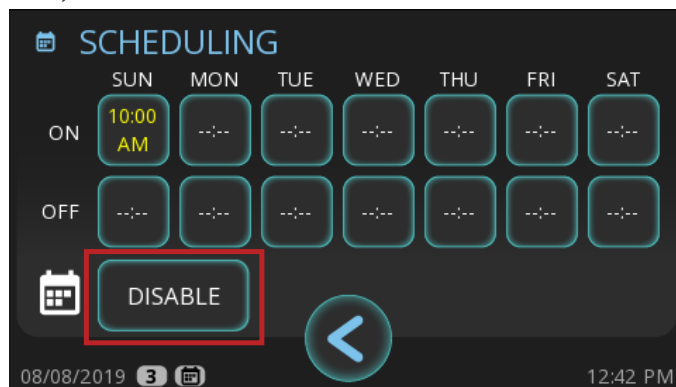 SCHEDULING
SUN MON TUE WED THU FRI SAT
ON 10:00 AM --:-- --:-- --:-- --:-- --:-- --:--
OFF --:-- --:-- --:-- --:-- --:-- --:-- --:--
DISABLE
08/08/2019 3 12:42 PM